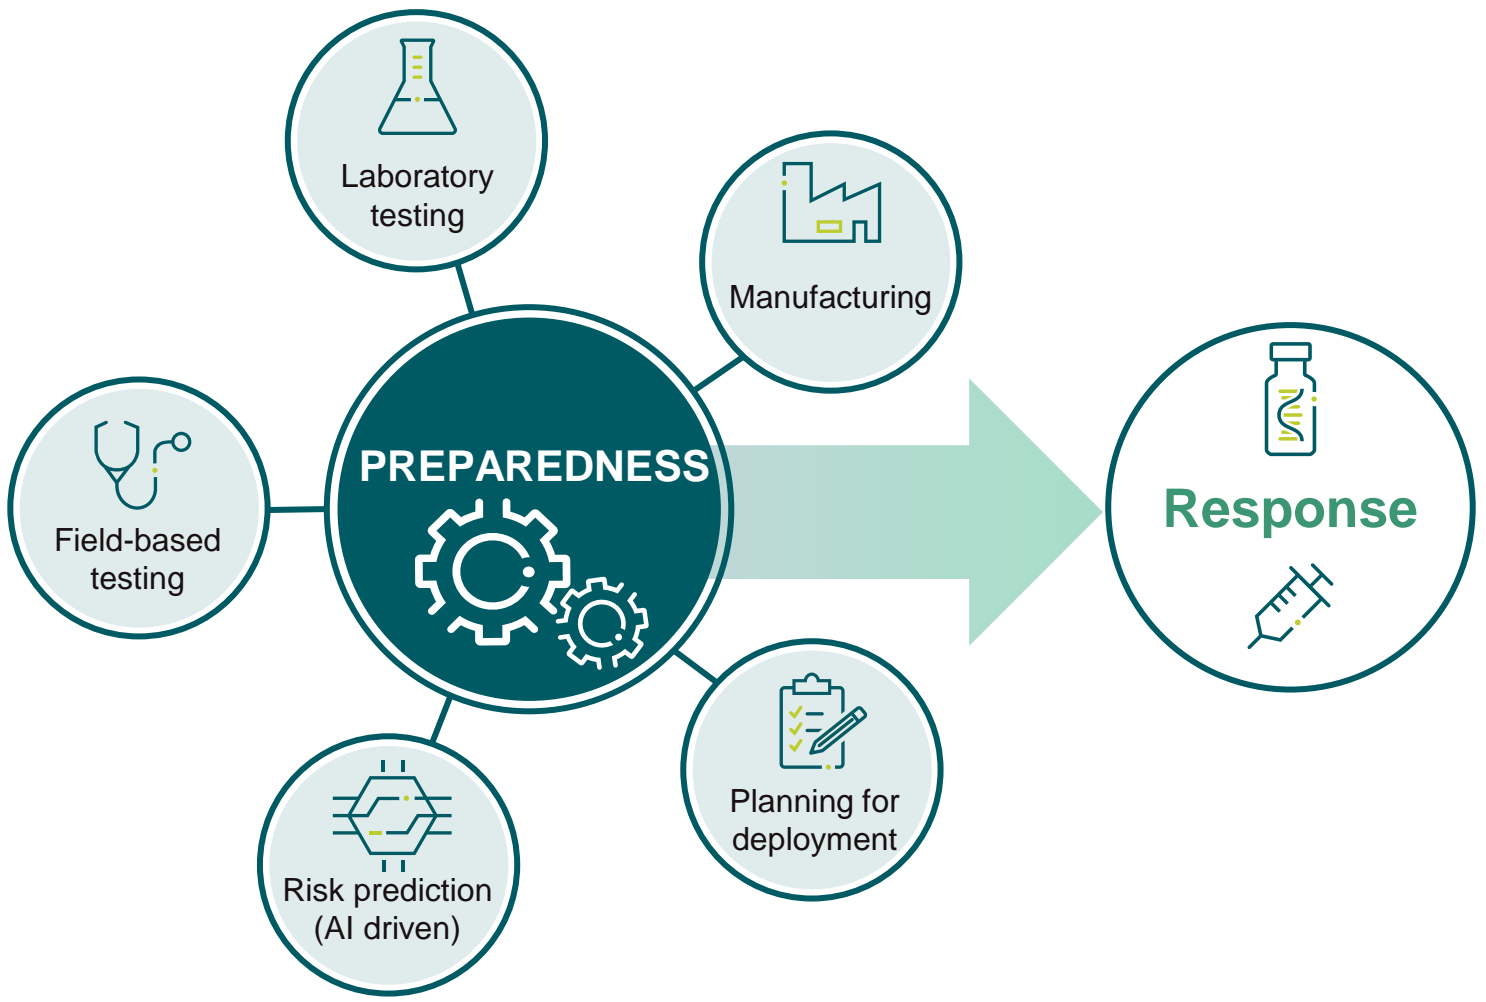 Laboratory
testing
Manufacturing
PREPAREDNESS
Response
Field-based
testing
Planning for
deployment
Risk prediction
(AI driven)